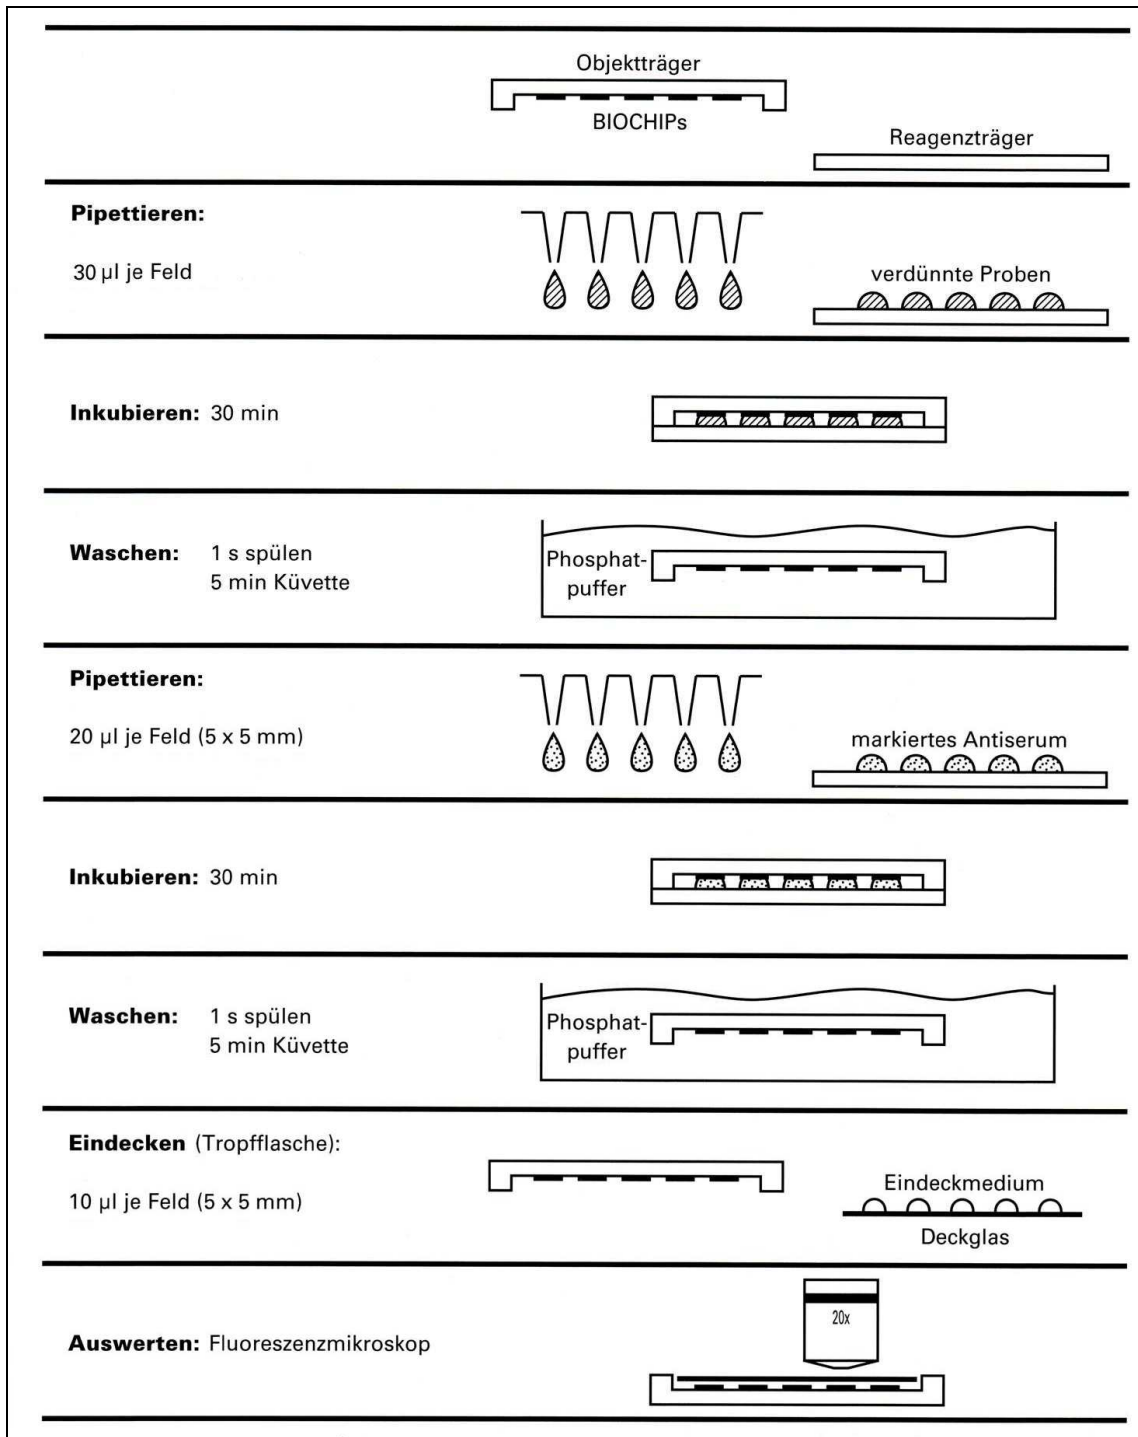 Objektträger
BIOCHIPs
Reagenzträger
Pipettieren:
30 µl je Feld
verdünnte Proben
Inkubieren: 30 min
Waschen: 1 s spülen
5 min Küvette
Phosphat-
puffer
Pipettieren:
20 µl je Feld (5 x 5 mm)
markiertes Antiserum
Inkubieren: 30 min
Waschen: 1 s spülen
5 min Küvette
Phosphat-
puffer
Eindecken (Tropfflasche):
10 µl je Feld (5 x 5 mm)
Eindeckmedium
Deckglas
20x
Auswerten: Fluoreszenzmikroskop